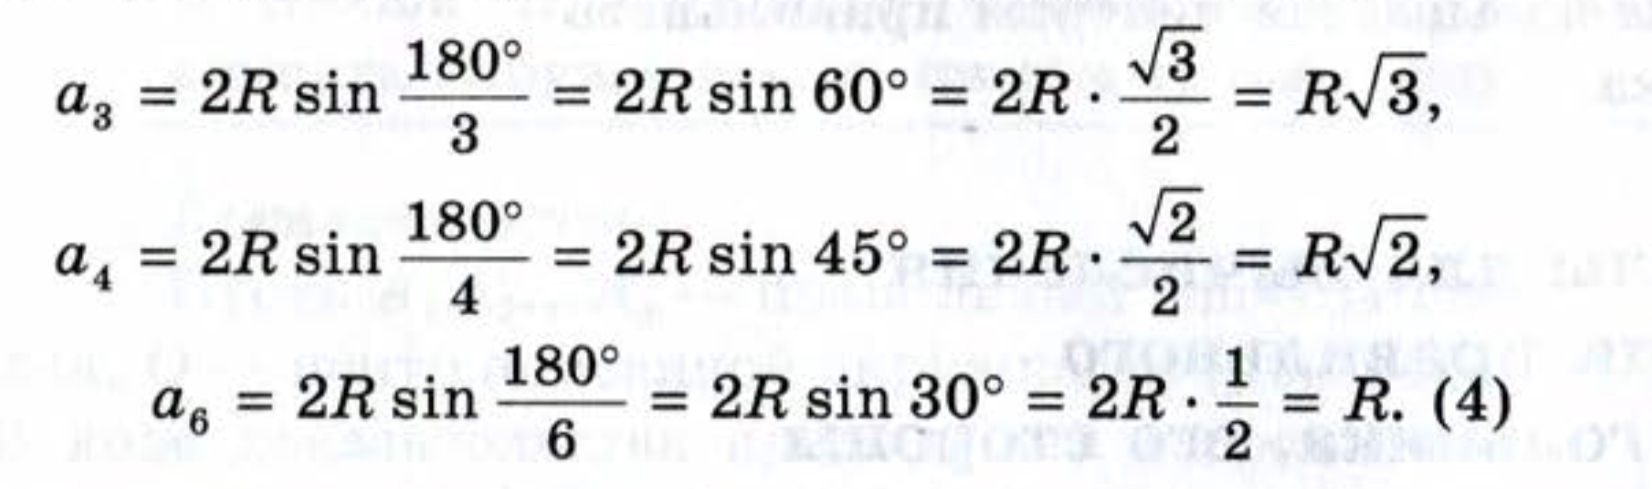 a₃ = 2R sin 180°/3 = 2R sin 60° = 2R · √3/2 = R√3,
a₄ = 2R sin 180°/4 = 2R sin 45° = 2R · √2/2 = R√2,
a₆ = 2R sin 180°/6 = 2R sin 30° = 2R · 1/2 = R. (4)